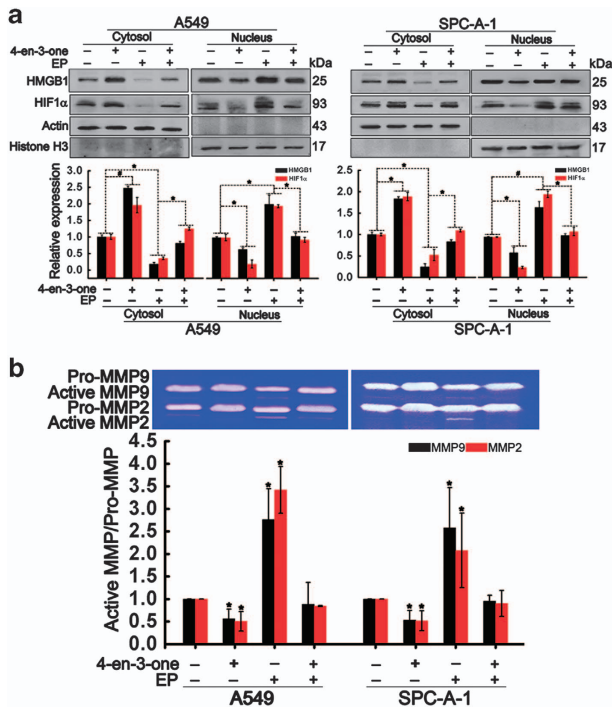 a
A549
SPC-A-1
Cytosol Nucleus Cytosol Nucleus
4-en-3-one – + – + – + – + – + – + – + – +
EP – – + + – – + + kDa – – + + – – + + kDa
HMGB1 25 25
HIF1α 93 93
Actin 43 43
Histone H3 17 17
Relative expression
3.0
2.5
2.0
1.5
1.0
0.5
0.0
* # * * * *
HMGB1
HIF1α
2.5
2.0
1.5
1.0
0.5
0.0
* * * # * *
HMGB1
HIF1α
4-en-3-one – + – + – + – + – + – + – + – +
EP – – + + – – + + – – + + – – + +
Cytosol Nucleus Cytosol Nucleus
A549 SPC-A-1
b
Pro-MMP9
Active MMP9
Pro-MMP2
Active MMP2
Active MMP/Pro-MMP
4.5
4.0
3.5
3.0
2.5
2.0
1.5
1.0
0.5
0.0
MMP9 MMP2
* * * * * * * *
4-en-3-one – + – + – + – +
EP – – + + – – + +
A549 SPC-A-1